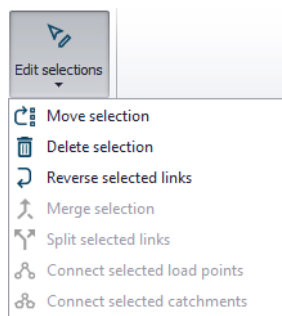 Edit selections
Move selection
Delete selection
Reverse selected links
Merge selection
Split selected links
Connect selected load points
Connect selected catchments